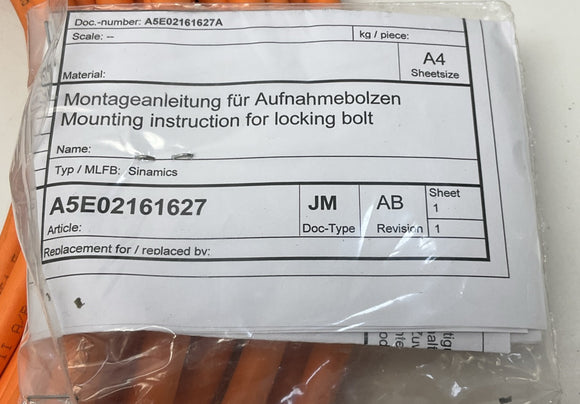 Doc.-number: A5E02161627A
Scale: --
kg / piece:
Material:
A4
Sheetsize
Montageanleitung für Aufnahmebolzen
Mounting instruction for locking bolt
Name:
Typ / MLFB: Sinamics
A5E02161627
Article:
JM
Doc-Type
AB
Revision
Sheet
1
1
Replacement for / replaced by: